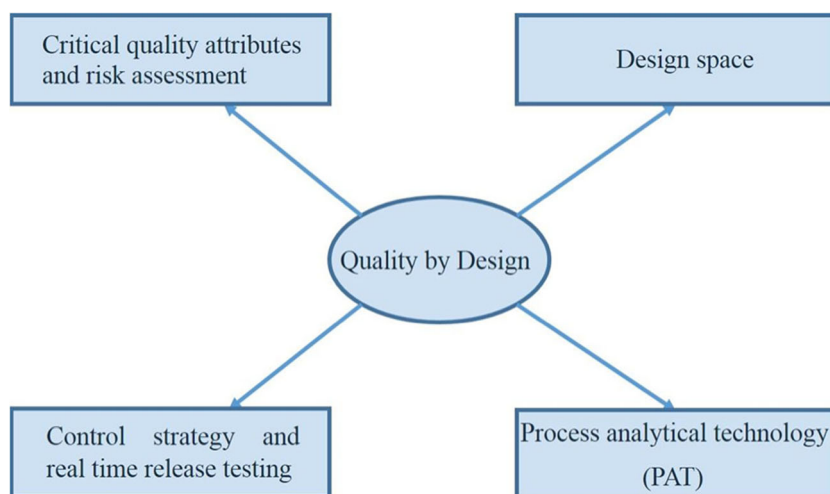 Critical quality attributes
and risk assessment
Design space
Quality by Design
Control strategy and
real time release testing
Process analytical technology
(PAT)